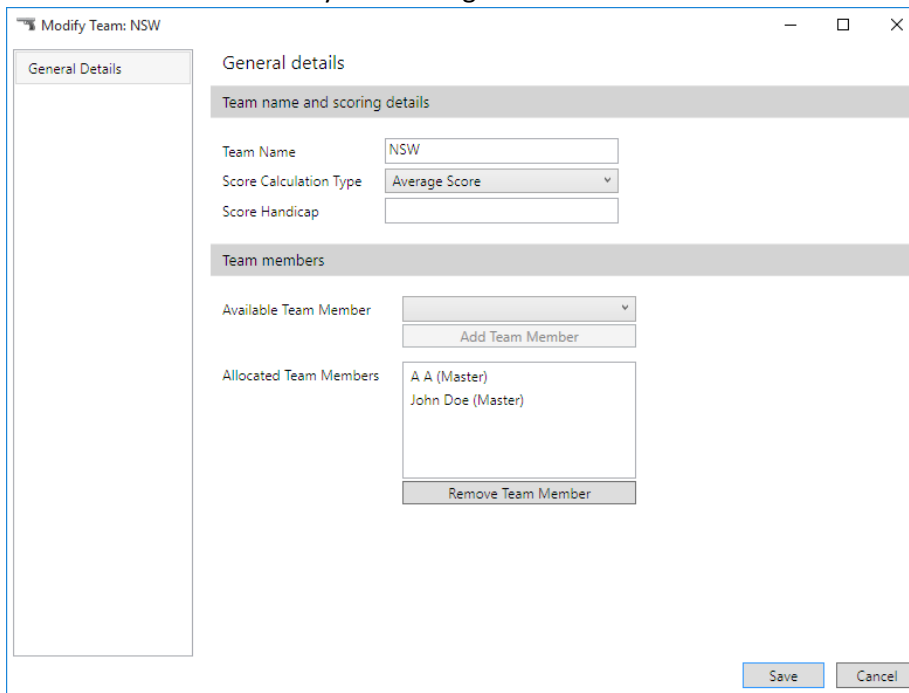 Modify Team: NSW
General Details
General details
Team name and scoring details
Team Name NSW
Score Calculation Type Average Score
Score Handicap
Team members
Available Team Member
Add Team Member
Allocated Team Members
A A (Master)
John Doe (Master)
Remove Team Member
Save Cancel